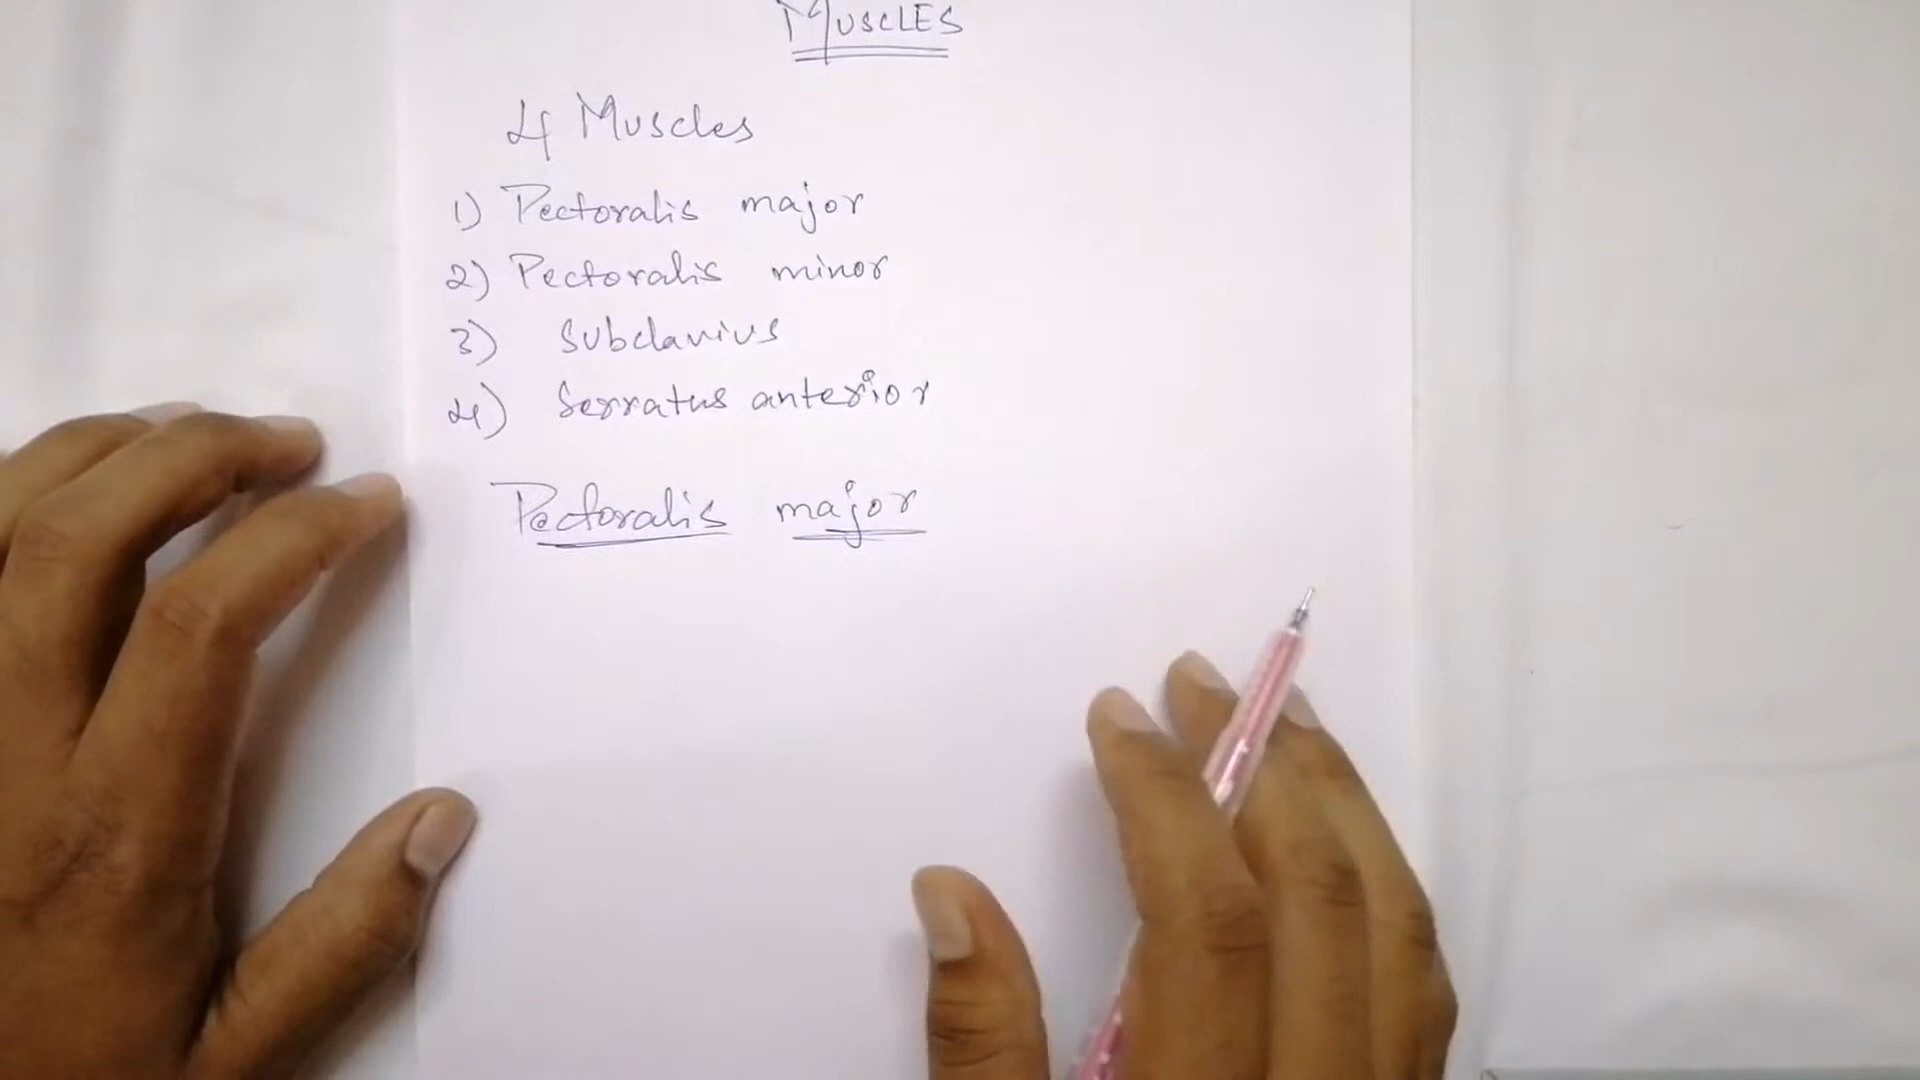 MUSCLES
4 Muscles
1) Pectoralis major
2) Pectoralis minor
3) Subclavius
4) Serratus anterior
Pectoralis major